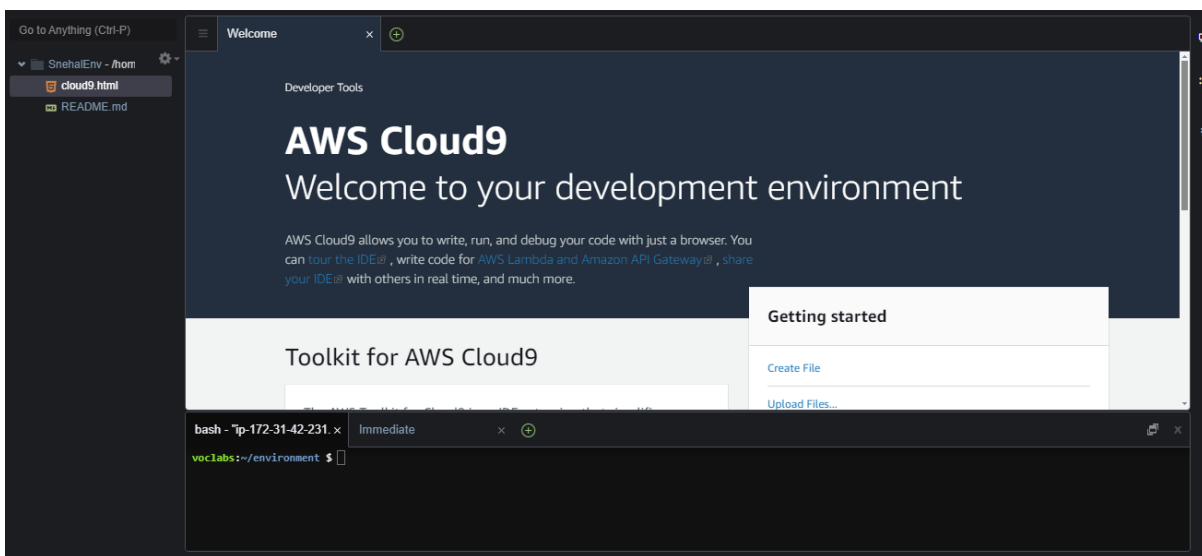 Go to Anything (Ctrl-P)
SnehalEnv - /hom
cloud9.html
README.md
Welcome
Developer Tools
AWS Cloud9
Welcome to your development environment
AWS Cloud9 allows you to write, run, and debug your code with just a browser. You
can tour the IDE , write code for AWS Lambda and Amazon API Gateway , share
your IDE with others in real time, and much more.
Getting started
Create File
Upload Files...
Toolkit for AWS Cloud9
bash - "ip-172-31-42-231.
Immediate
voclabs:~/environment $